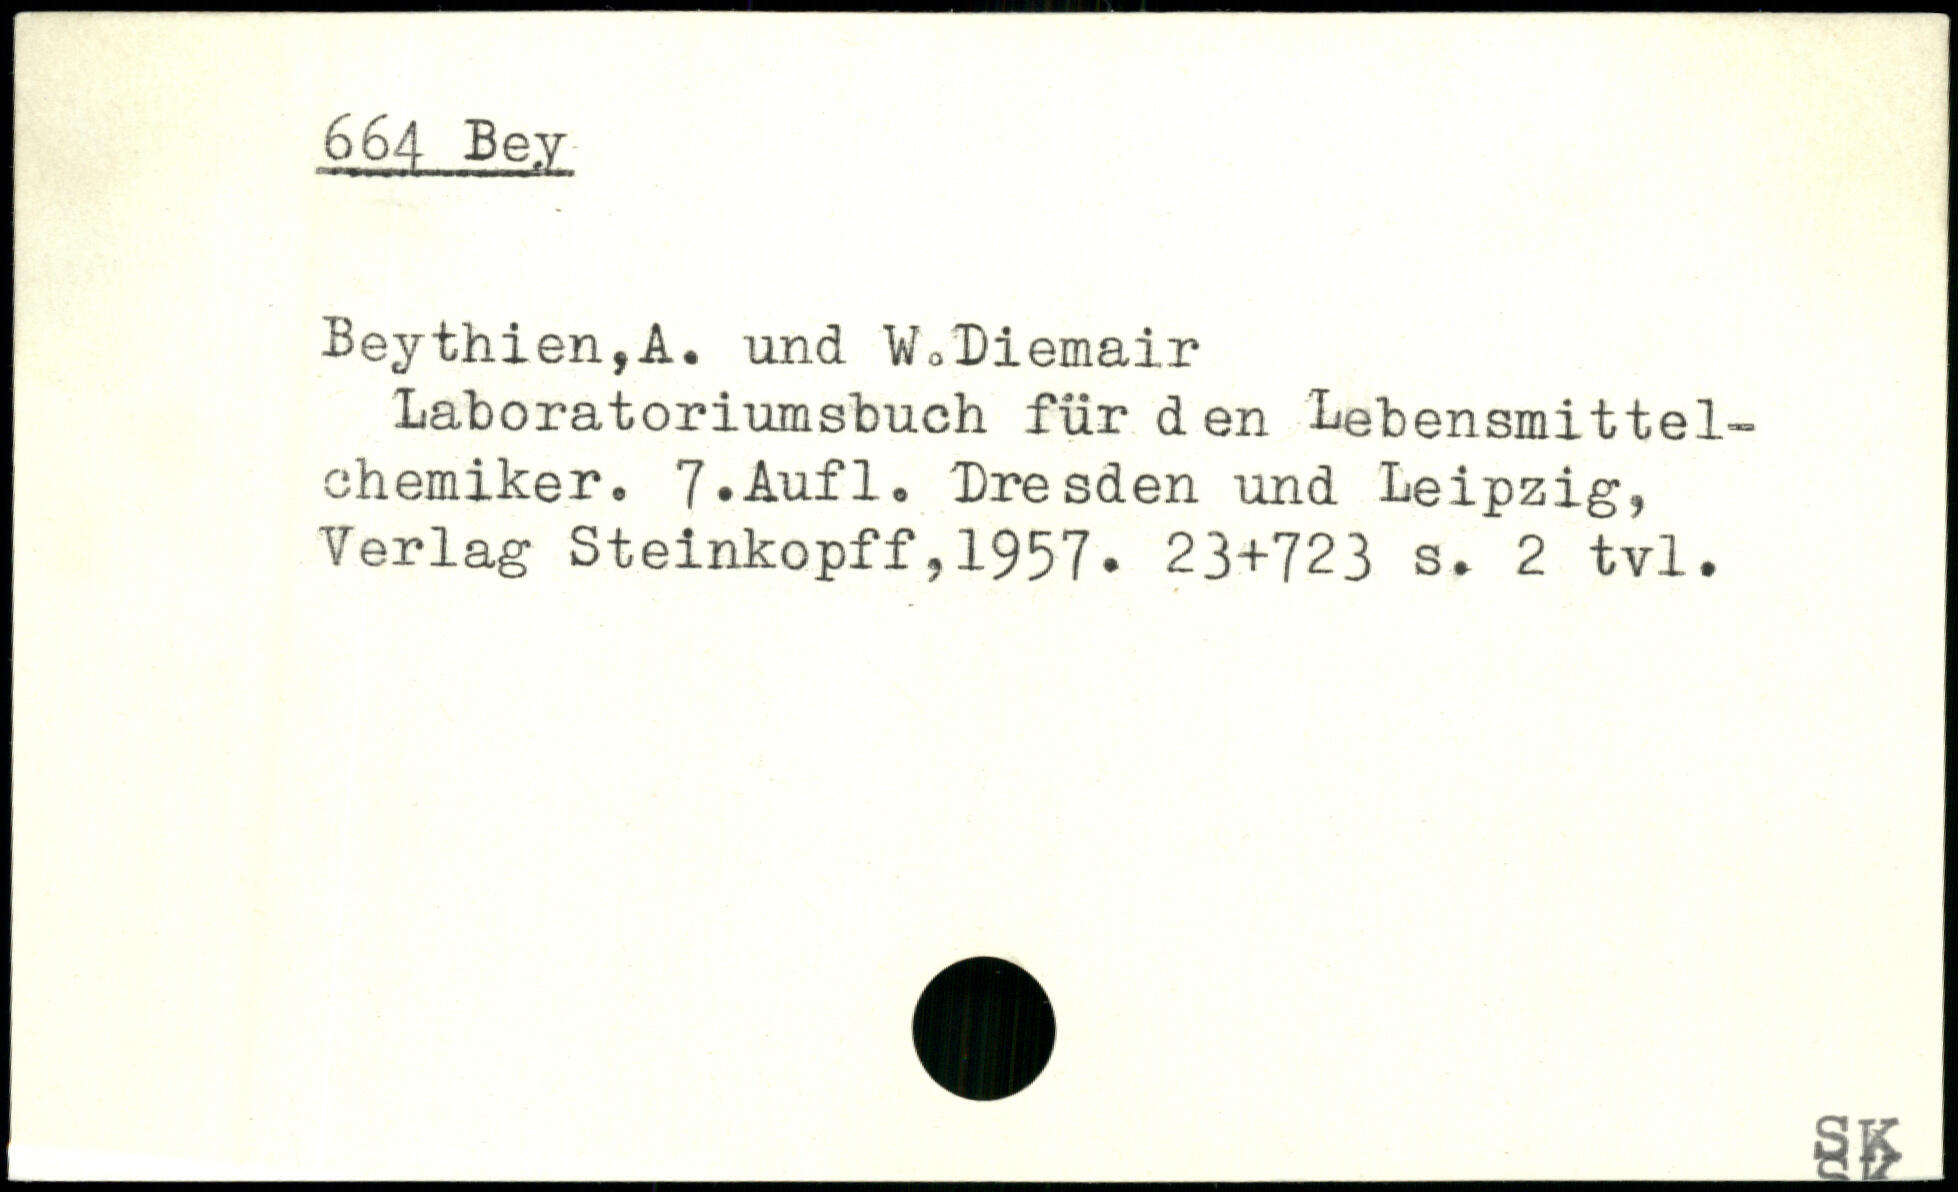 664 Bey
Beythien,A. und W.Diemair
Laboratoriumsbuch für den Lebensmittel-
chemiker. 7.Aufl. Dresden und Leipzig,
Verlag Steinkopff,1957. 23+723 s. 2 tvl.
SK
SK